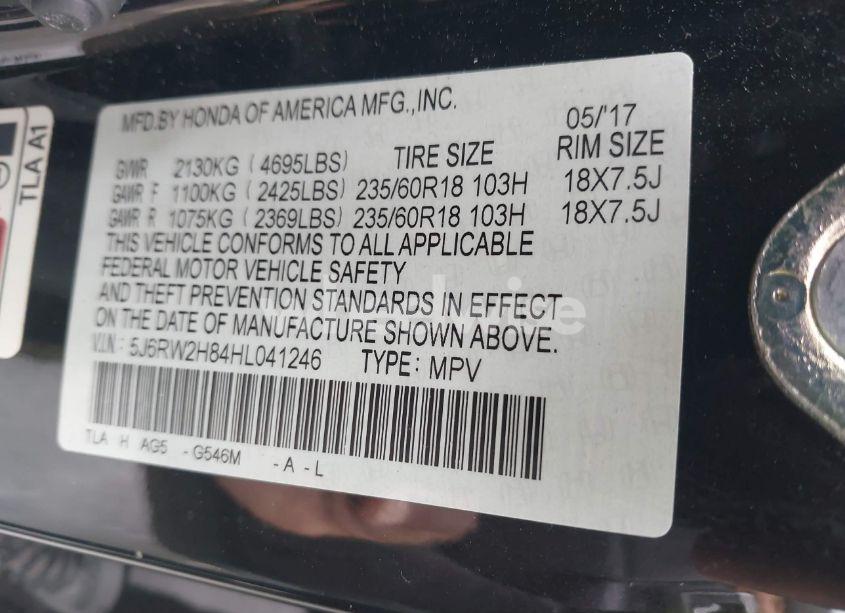 MFD.BY HONDA OF AMERICA MFG.,INC. 05/'17
GVWR 2130KG (4695LBS) TIRE SIZE RIM SIZE
GAWR F 1100KG (2425LBS) 235/60R18 103H 18X7.5J
GAWR R 1075KG (2369LBS) 235/60R18 103H 18X7.5J
THIS VEHICLE CONFORMS TO ALL APPLICABLE
FEDERAL MOTOR VEHICLE SAFETY
AND THEFT PREVENTION STANDARDS IN EFFECT
ON THE DATE OF MANUFACTURE SHOWN ABOVE.
V.I.N: 5J6RW2H84HL041246 TYPE: MPV
TLA H AG5 -G546M -A -L
TLA A1